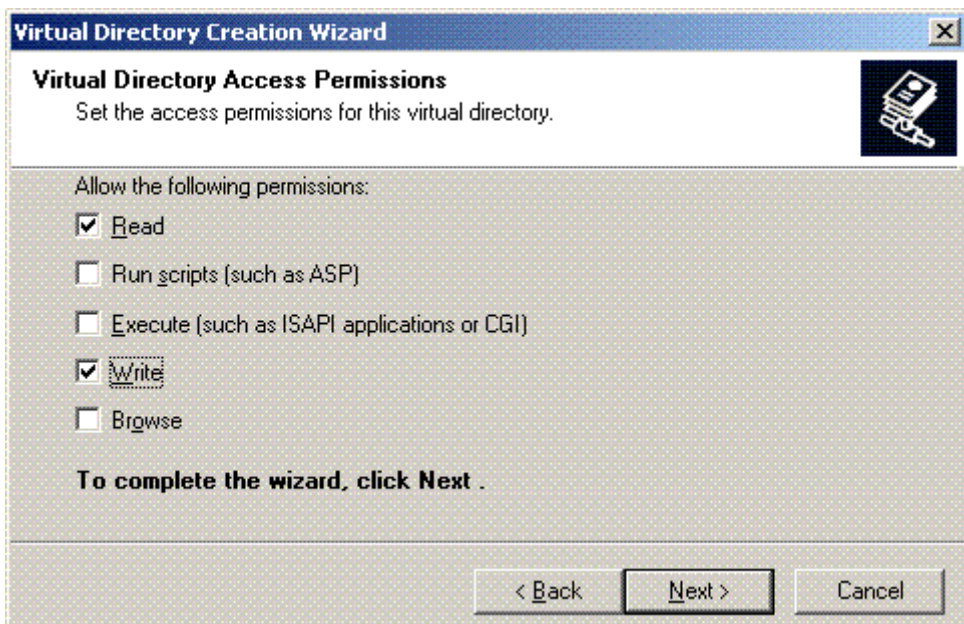 Virtual Directory Creation Wizard
Virtual Directory Access Permissions
Set the access permissions for this virtual directory.
Allow the following permissions:
Read
Run scripts (such as ASP)
Execute (such as ISAPI applications or CGI)
Write
Browse
To complete the wizard, click Next .
< Back Next > Cancel